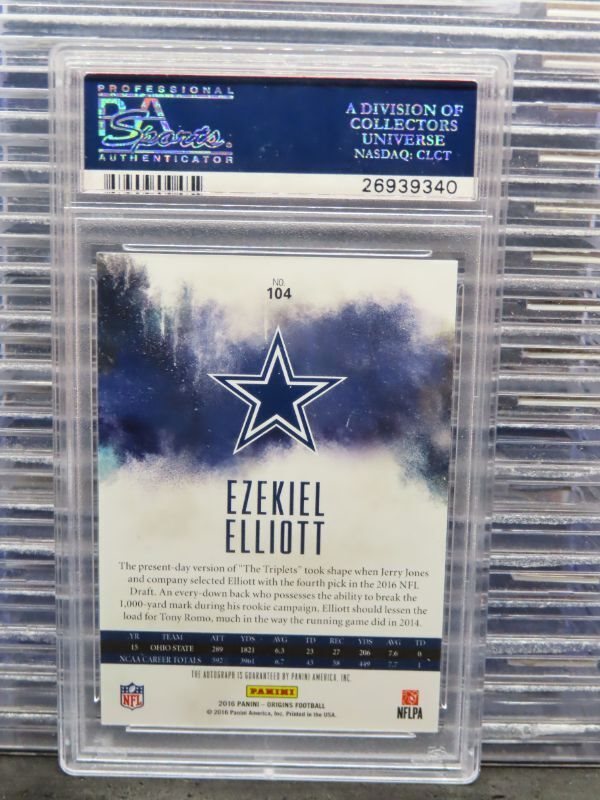 PROFESSIONAL
PSA
Sports.
AUTHENTICATOR
A DIVISION OF
COLLECTORS
UNIVERSE
NASDAQ: CLCT
26939340
NO.
104
EZEKIEL
ELLIOTT
The present-day version of "The Triplets" took shape when Jerry Jones
and company selected Elliott with the fourth pick in the 2016 NFL
Draft. An every-down back who possesses the ability to break the
1,000-yard mark during his rookie campaign, Elliott should lessen the
load for Tony Romo, much in the way the running game did in 2014.
YR TEAM ATT YDS AVG TD REC YDS AVG TD
15 OHIO STATE 289 1821 6.3 23 27 206 7.6 0
NCAA CAREER TOTALS 592 3961 6.7 43 58 449 7.7 1
THE AUTOGRAPH IS GUARANTEED BY PANINI AMERICA, INC.
PANINI
NFL
NFLPA
2016 PANINI - ORIGINS FOOTBALL
© 2016 Panini America, Inc. Printed in the USA.